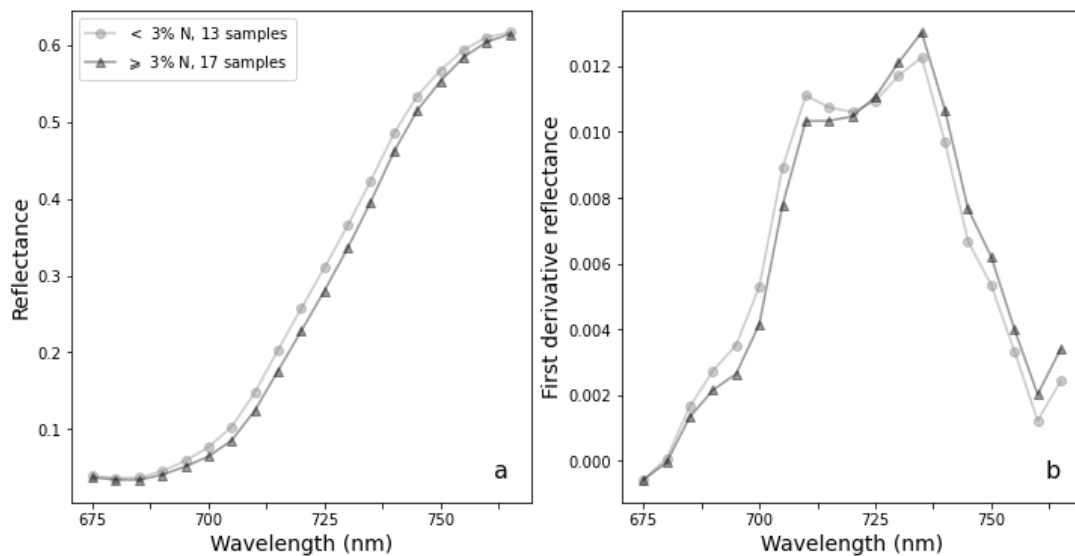 < 3% N, 13 samples
⩾ 3% N, 17 samples
0.6
0.5
0.4
0.3
0.2
0.1
Reflectance
675
700
725
750
Wavelength (nm)
a
0.012
0.010
0.008
0.006
0.004
0.002
0.000
First derivative reflectance
675
700
725
750
Wavelength (nm)
b